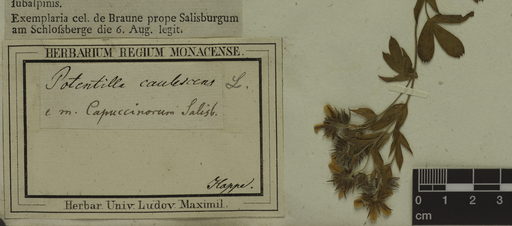 subalpinis.
Exemplaria cel. de Braune prope Salisburgum
am Schloſsberge die 6. Aug. legit.
HERBARIUM REGIUM MONACENSE.
Potentilla caulescens L.
e m. Capuccinorum Salisb.
Hoppe.
Herbar. Univ. Ludov. Maximil.
0 1 2 3
cm